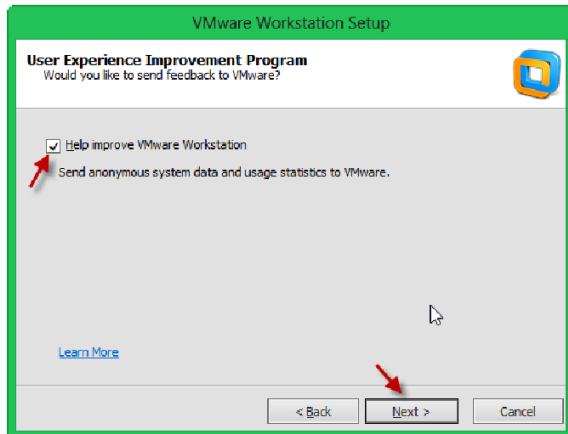 VMware Workstation Setup
User Experience Improvement Program
Would you like to send feedback to VMware?
Help improve VMware Workstation
Send anonymous system data and usage statistics to VMware.
Learn More
< Back Next > Cancel